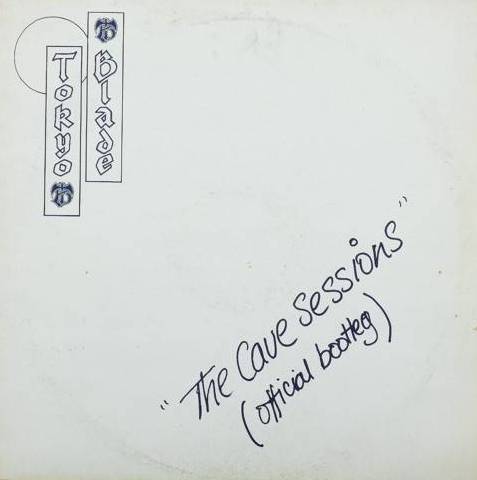 Tokyo
Blade
"The Cave Sessions"
(official bootleg)